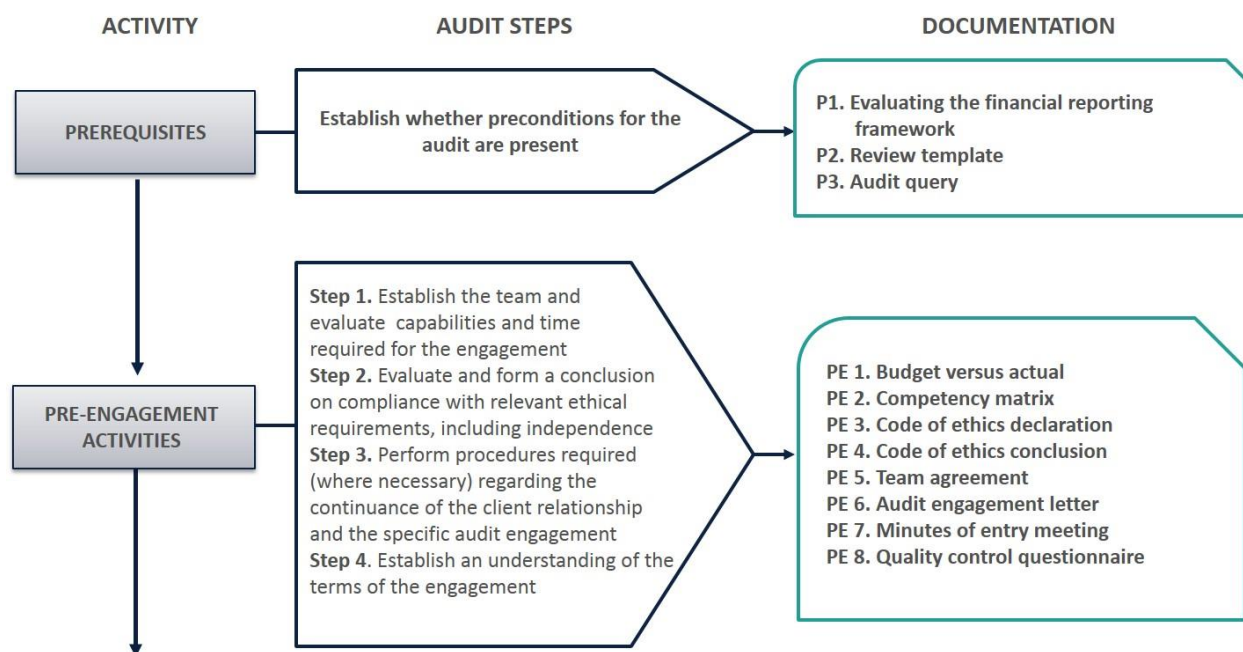 ACTIVITY
AUDIT STEPS
DOCUMENTATION
PREREQUISITES
Establish whether preconditions for the
audit are present
P1. Evaluating the financial reporting
framework
P2. Review template
P3. Audit query
PRE-ENGAGEMENT
ACTIVITIES
Step 1. Establish the team and
evaluate capabilities and time
required for the engagement
Step 2. Evaluate and form a conclusion
on compliance with relevant ethical
requirements, including independence
Step 3. Perform procedures required
(where necessary) regarding the
continuance of the client relationship
and the specific audit engagement
Step 4. Establish an understanding of the
terms of the engagement
PE 1. Budget versus actual
PE 2. Competency matrix
PE 3. Code of ethics declaration
PE 4. Code of ethics conclusion
PE 5. Team agreement
PE 6. Audit engagement letter
PE 7. Minutes of entry meeting
PE 8. Quality control questionnaire